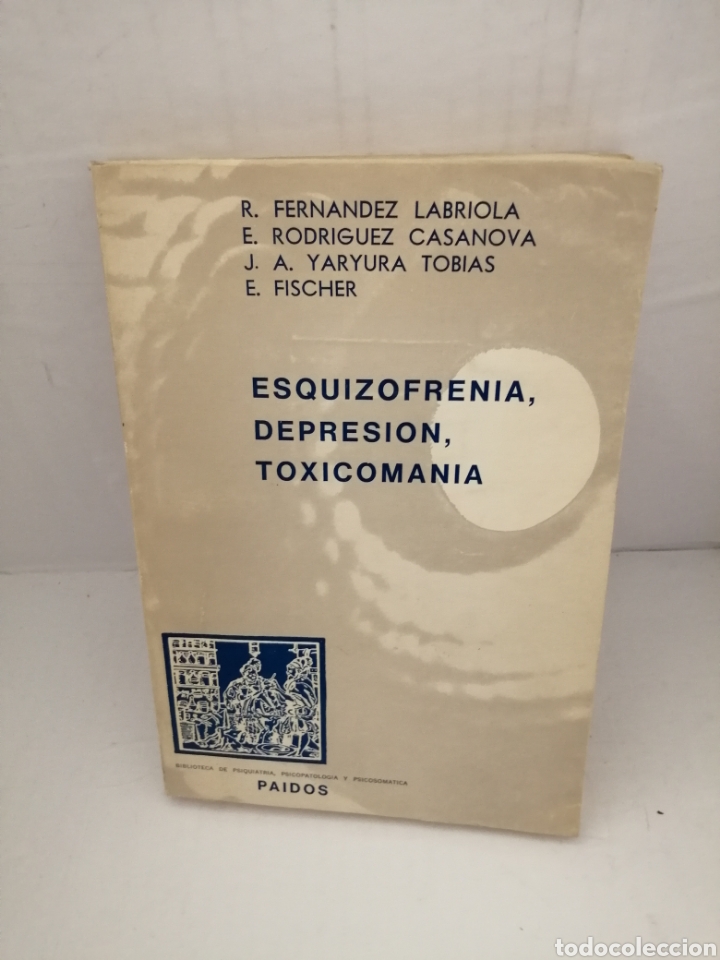 R. FERNANDEZ LABRIOLA
E. RODRIGUEZ CASANOVA
J. A. YARYURA TOBIAS
E. FISCHER
ESQUIZOFRENIA,
DEPRESION,
TOXICOMANIA
BIBLIOTECA DE PSIQUIATRIA, PSICOPATOLOGIA Y PSICOSOMATICA
PAIDOS
todocoleccion